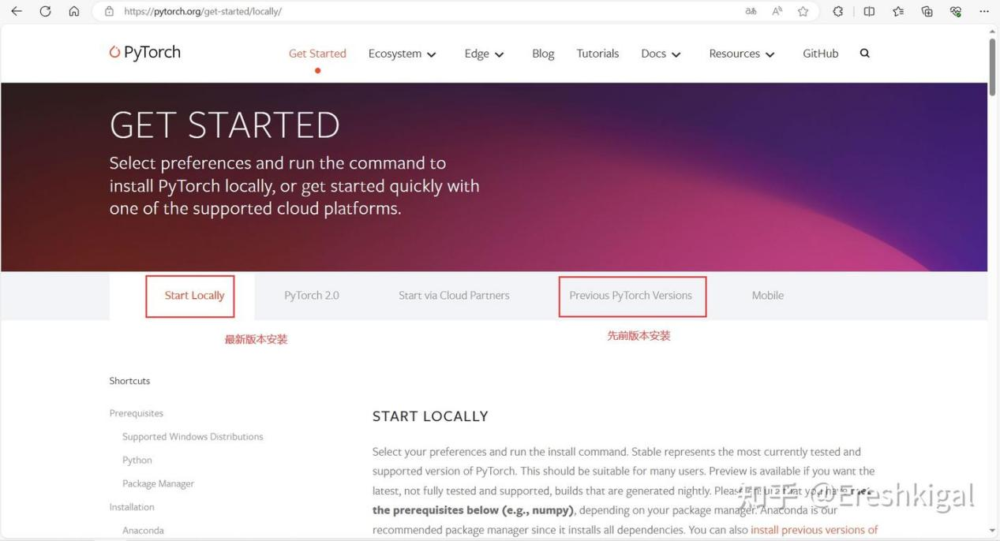 https://pytorch.org/get-started/locally/
PyTorch
Get Started Ecosystem Edge Blog Tutorials Docs Resources GitHub
GET STARTED
Select preferences and run the command to
install PyTorch locally, or get started quickly with
one of the supported cloud platforms.
Start Locally PyTorch 2.0 Start via Cloud Partners Previous PyTorch Versions Mobile
最新版本安装 先前版本安装
Shortcuts
Prerequisites
Supported Windows Distributions
Python
Package Manager
Installation
Anaconda
START LOCALLY
Select your preferences and run the install command. Stable represents the most currently tested and
supported version of PyTorch. This should be suitable for many users. Preview is available if you want the
latest, not fully tested and supported, builds that are generated nightly. Please that you
the prerequisites below (e.g., numpy), depending on your package manager. Anaconda is our
recommended package manager since it installs all dependencies. You can also install previous versions of
知乎 @Ereshkigal